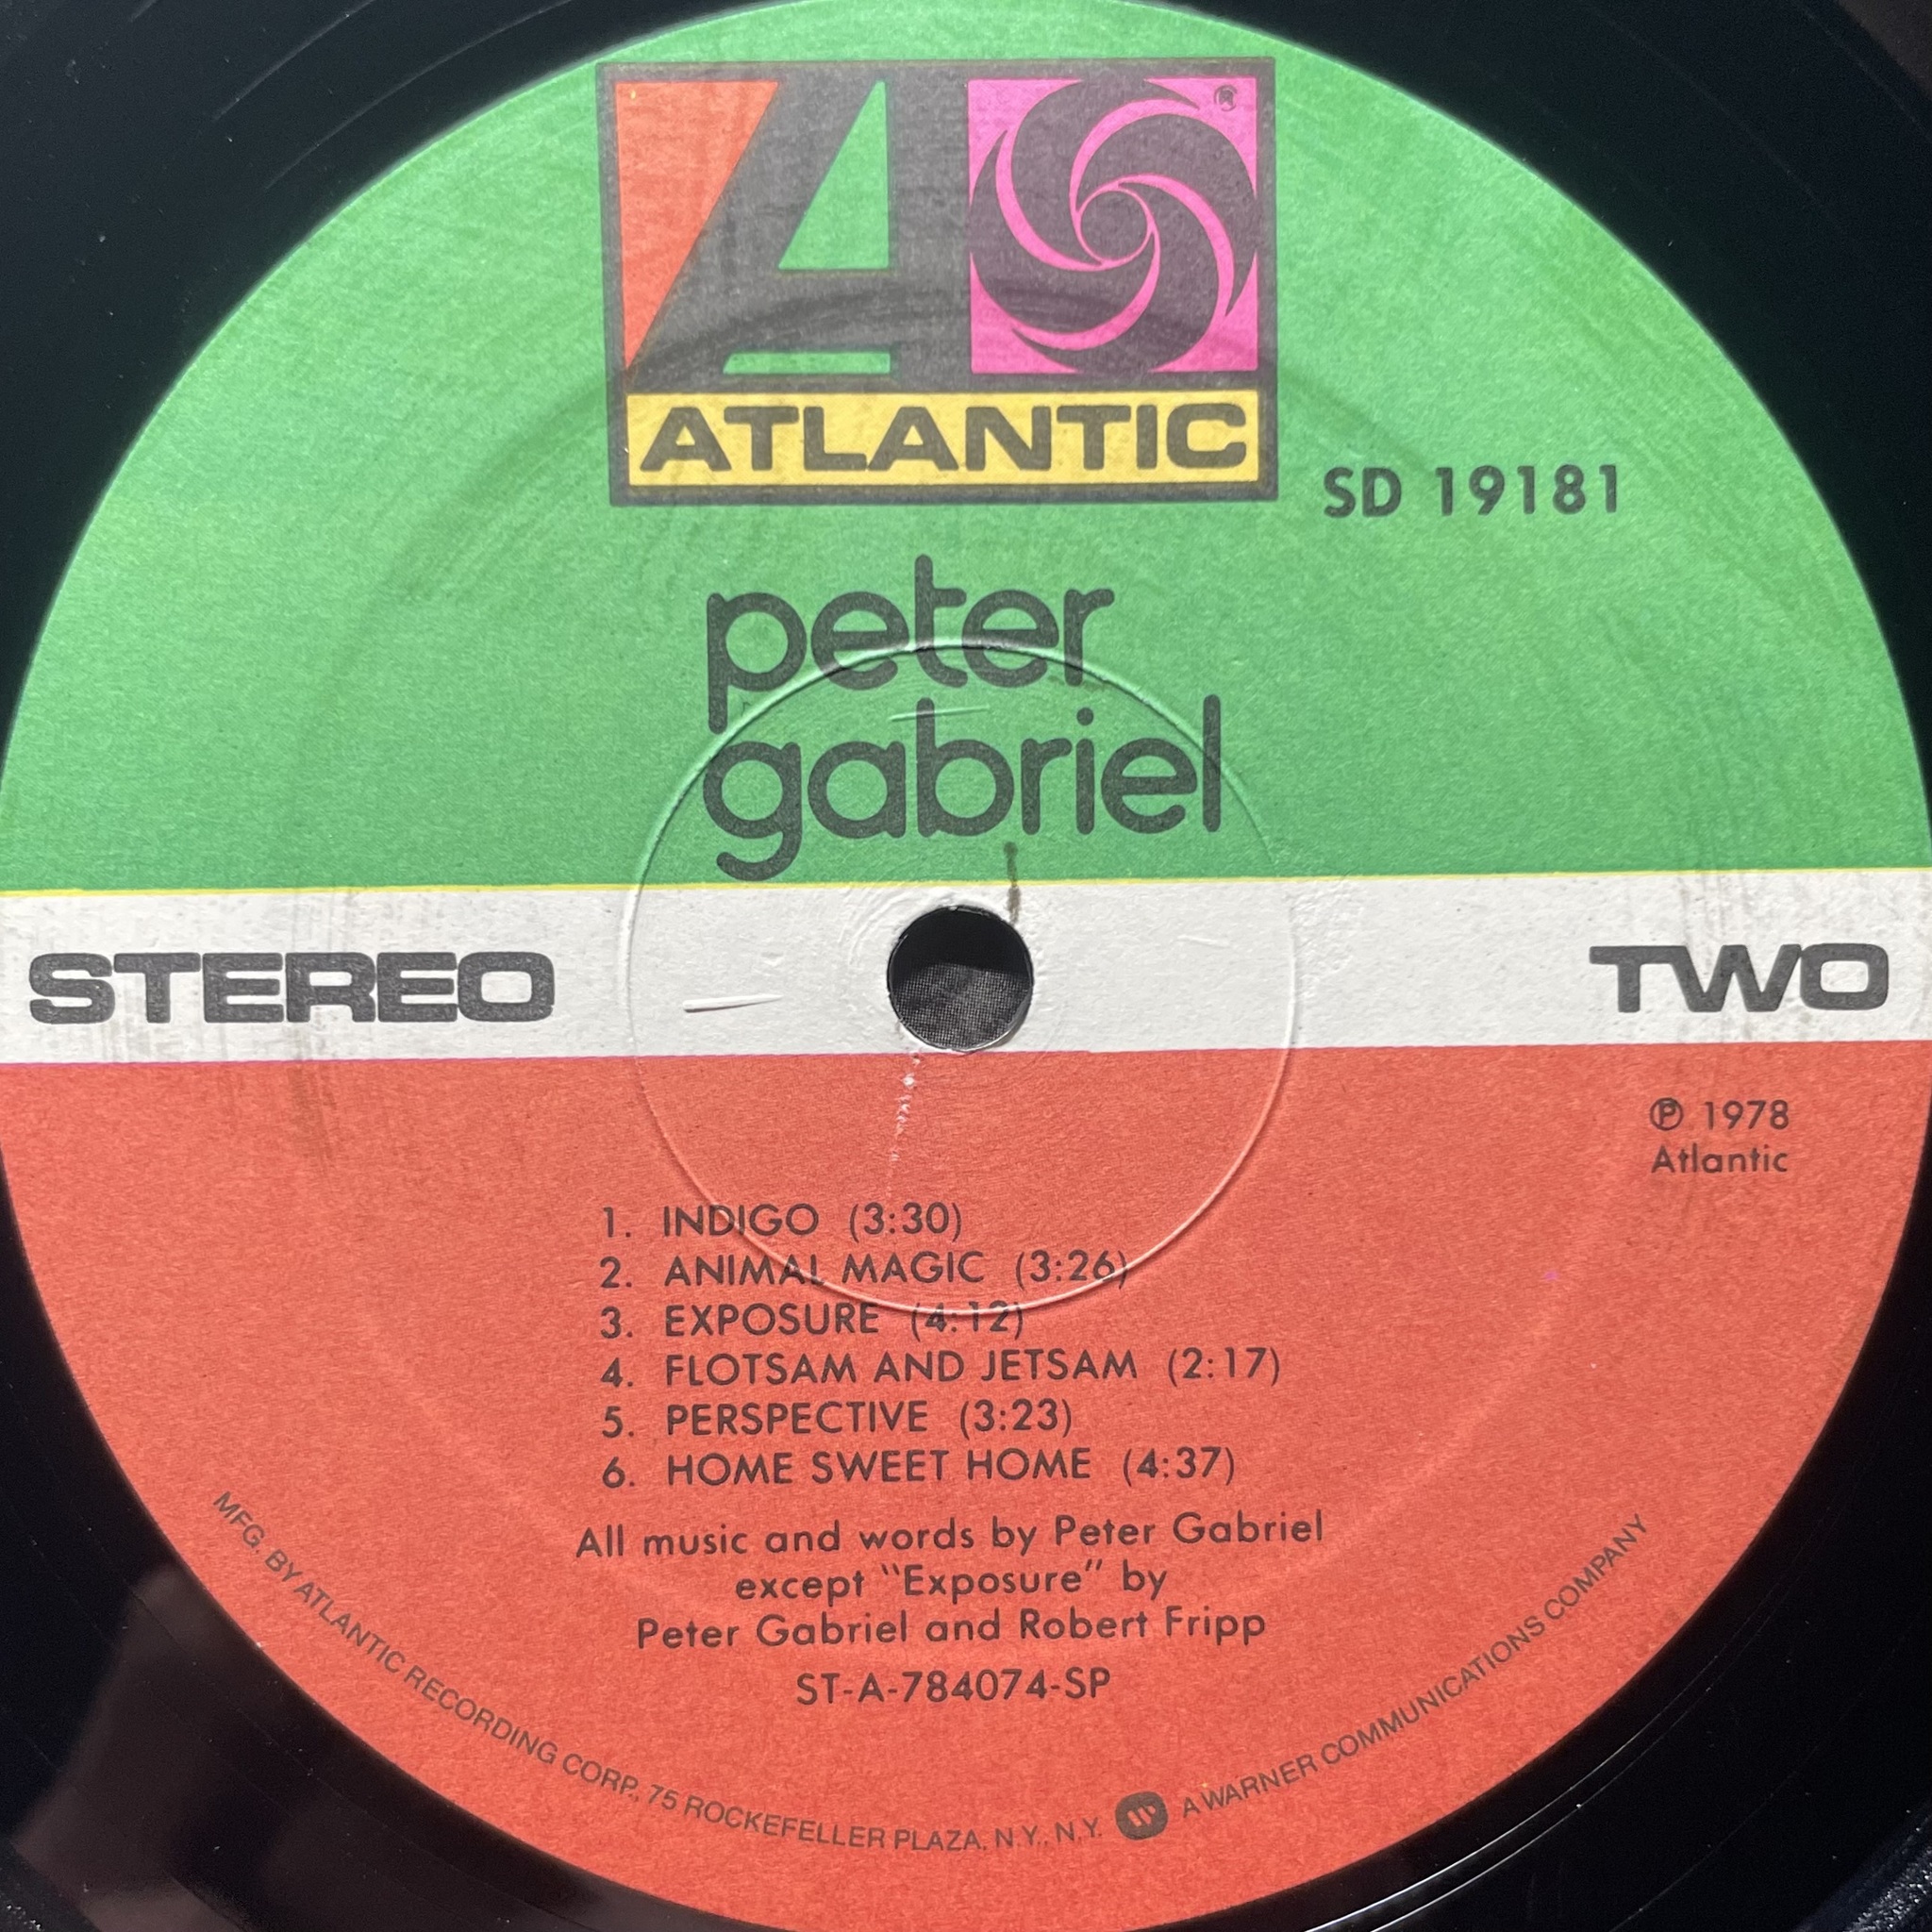 A
®
ATLANTIC
SD 19181
peter
gabriel
STEREO
TWO
℗ 1978
Atlantic
1. INDIGO (3:30)
2. ANIMAL MAGIC (3:26)
3. EXPOSURE (4:12)
4. FLOTSAM AND JETSAM (2:17)
5. PERSPECTIVE (3:23)
6. HOME SWEET HOME (4:37)
All music and words by Peter Gabriel
except "Exposure" by
Peter Gabriel and Robert Fripp
ST-A-784074-SP
MFG. BY ATLANTIC RECORDING CORP., 75 ROCKEFELLER PLAZA, N.Y., N.Y. W A WARNER COMMUNICATIONS COMPANY